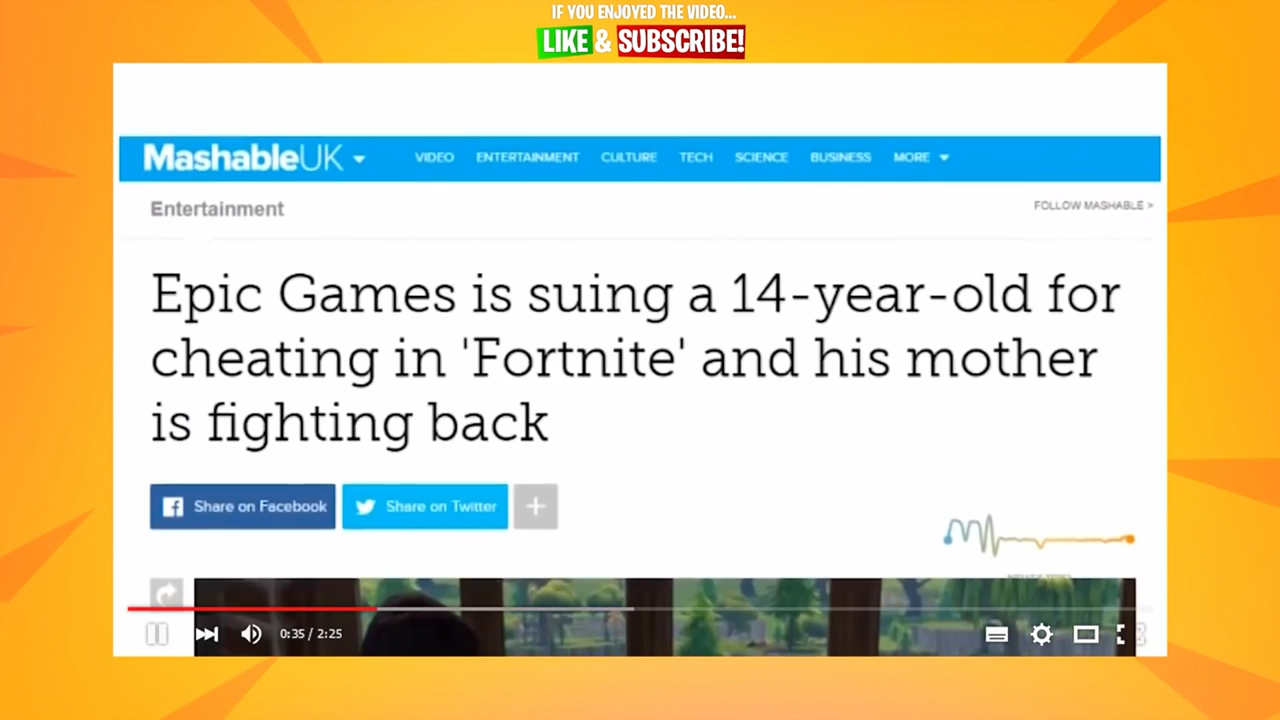 IF YOU ENJOYED THE VIDEO...
LIKE & SUBSCRIBE!
MashableUK
VIDEO ENTERTAINMENT CULTURE TECH SCIENCE BUSINESS MORE
Entertainment
FOLLOW MASHABLE >
Epic Games is suing a 14-year-old for
cheating in 'Fortnite' and his mother
is fighting back
Share on Facebook Share on Twitter +
0:35 / 2:25